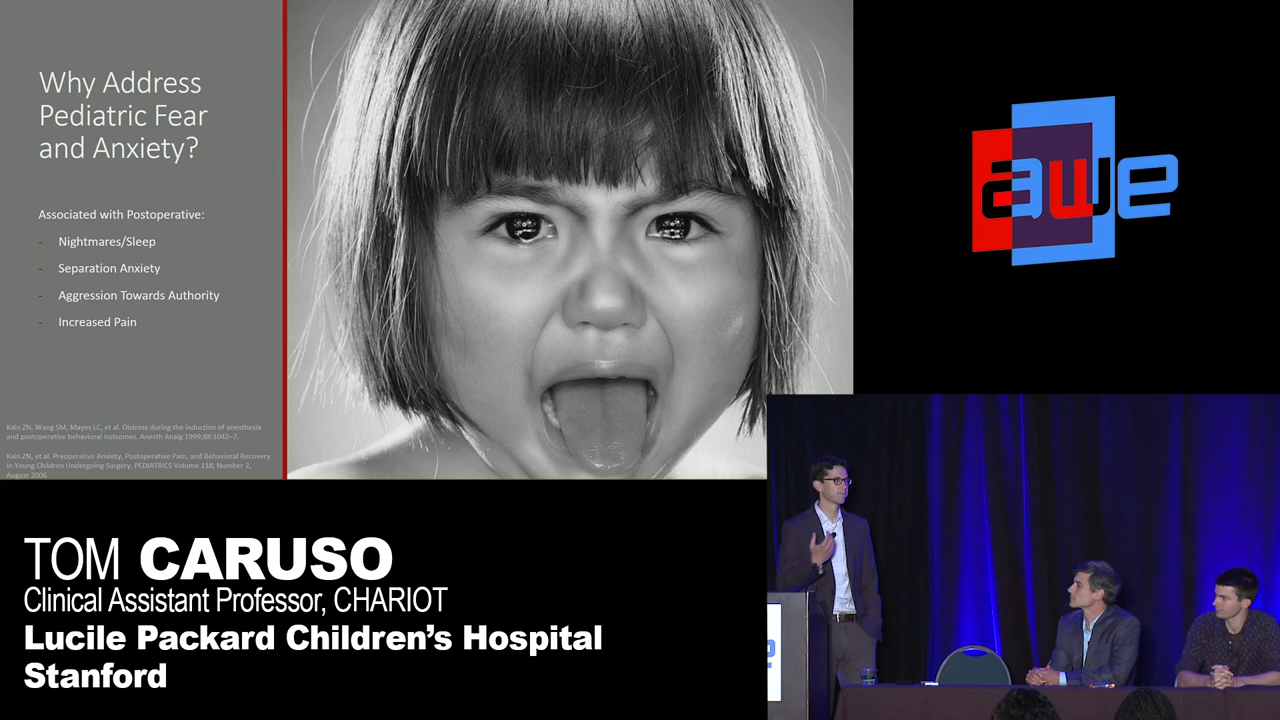 Why Address
Pediatric Fear
and Anxiety?
Associated with Postoperative:
- Nightmares/Sleep
- Separation Anxiety
- Aggression Towards Authority
- Increased Pain
Kain ZN, Wang SM, Mayes LC, et al. Distress during the induction of anesthesia
and postoperative behavioral outcomes. Anesth Analg 1999;88:1042–7.
Kain ZN, et al. Preoperative Anxiety, Postoperative Pain, and Behavioral Recovery
in Young Children Undergoing Surgery. PEDIATRICS Volume 118, Number 2,
August 2006
awe
TOM CARUSO
Clinical Assistant Professor, CHARIOT
Lucile Packard Children's Hospital
Stanford
e